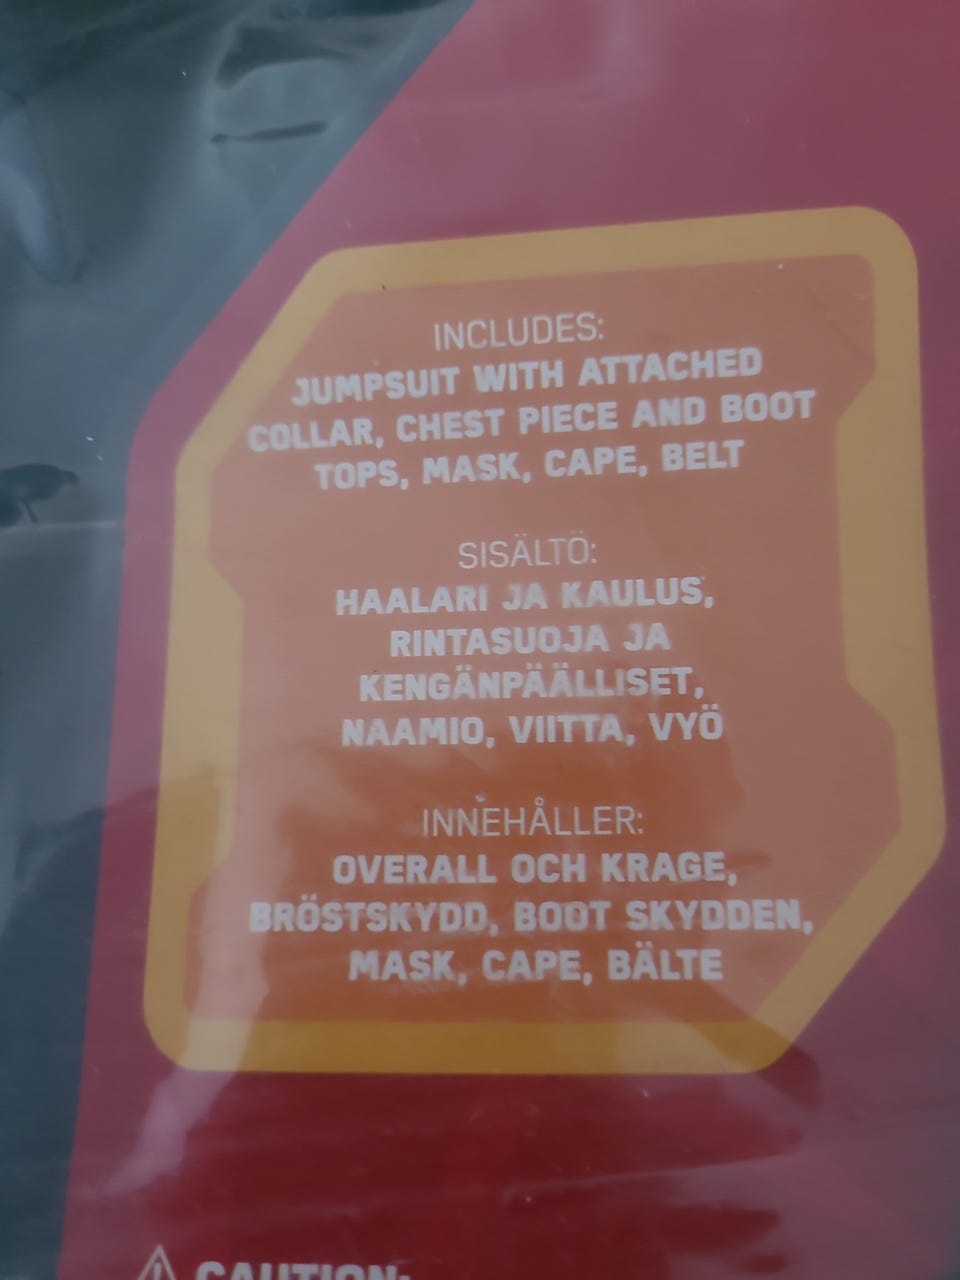 INCLUDES:
JUMPSUIT WITH ATTACHED
COLLAR, CHEST PIECE AND BOOT
TOPS, MASK, CAPE, BELT
SISÄLTÖ:
HAALARI JA KAULUS,
RINTASUOJA JA
KENGÄNPÄÄLLISET,
NAAMIO, VIITTA, VYÖ
INNEHÅLLER:
OVERALL OCH KRAGE,
BRÖSTSKYDD, BOOT SKYDDEN,
MASK, CAPE, BÄLTE
CAUTION: